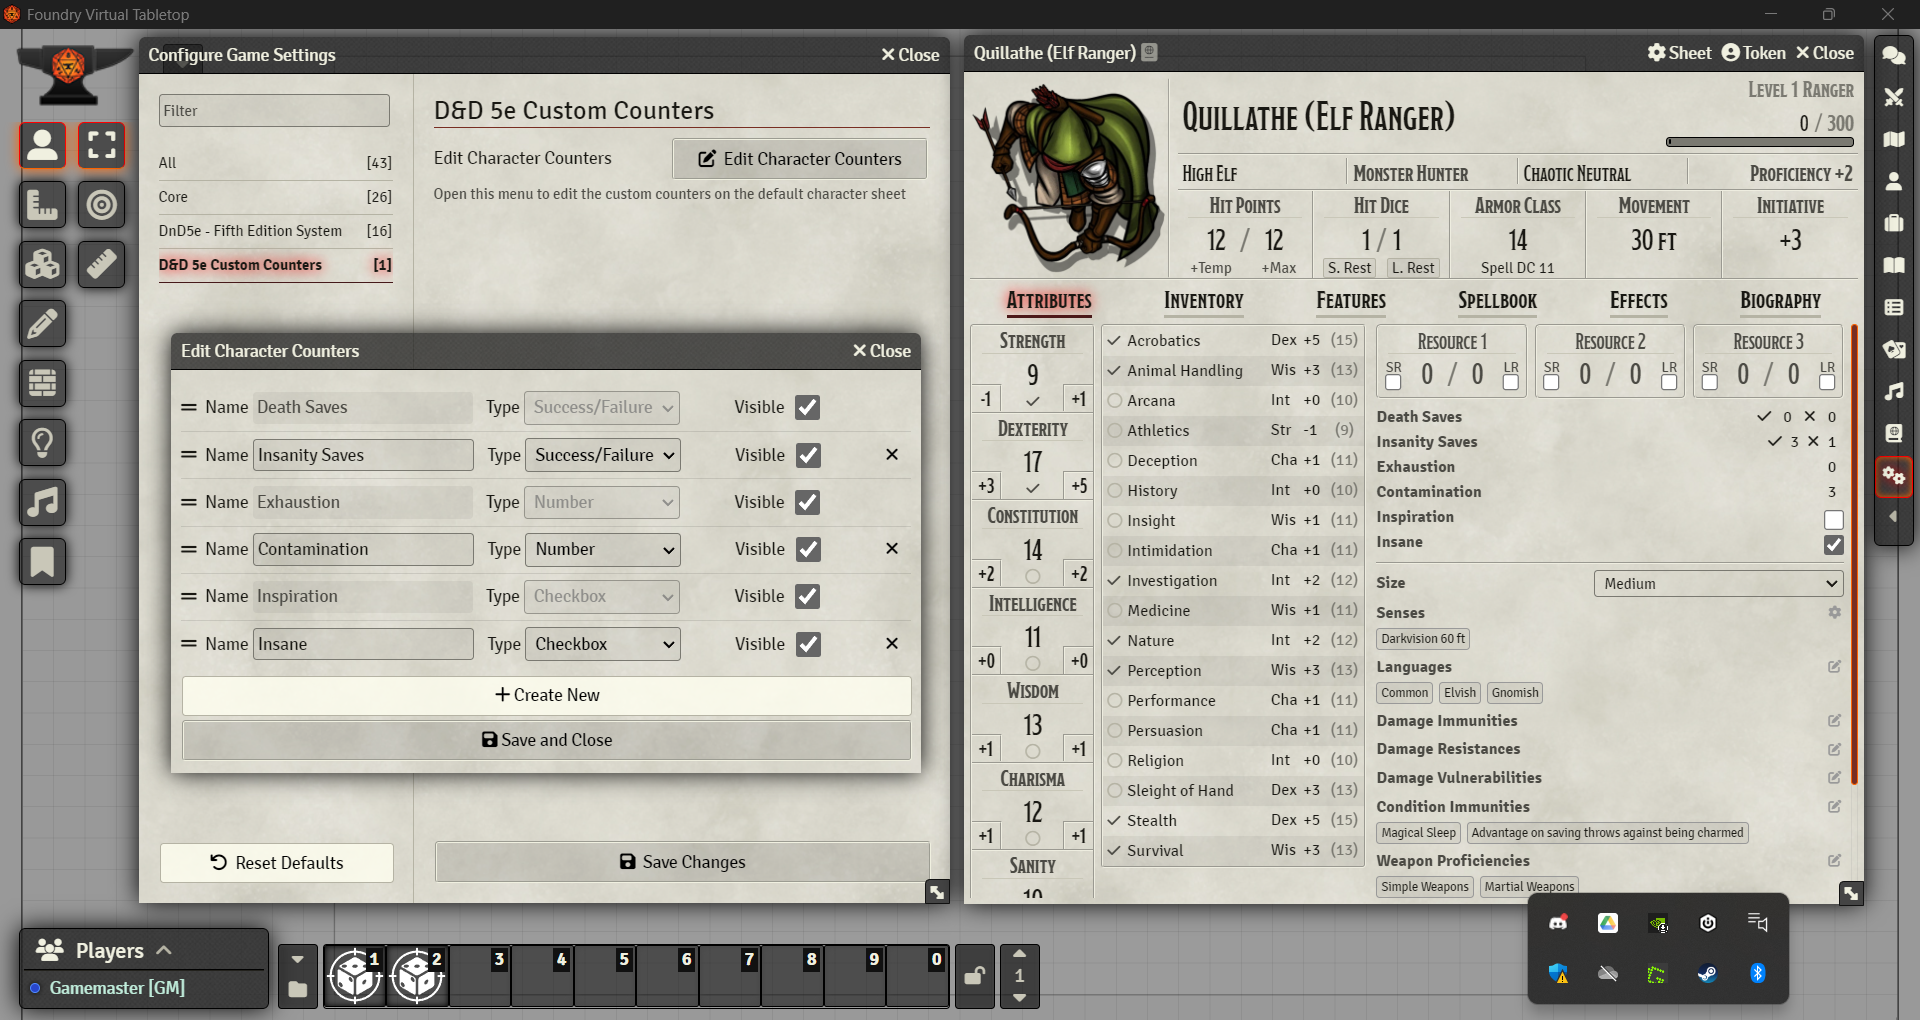 Foundry Virtual Tabletop
Configure Game Settings
Close
Filter
All [43]
Core [26]
DnD5e - Fifth Edition System [16]
D&D 5e Custom Counters [1]
D&D 5e Custom Counters
Edit Character Counters
Edit Character Counters
Open this menu to edit the custom counters on the default character sheet
Edit Character Counters
Close
Name Death Saves Type Success/Failure Visible
Name Insanity Saves Type Success/Failure Visible
Name Exhaustion Type Number Visible
Name Contamination Type Number Visible
Name Inspiration Type Checkbox Visible
Name Insane Type Checkbox Visible
Create New
Save and Close
Reset Defaults
Save Changes
Quillathe (Elf Ranger)
Sheet Token Close
Quillathe (Elf Ranger)
Level 1 Ranger
0 / 300
High Elf Monster Hunter Chaotic Neutral Proficiency +2
Hit Points Hit Dice Armor Class Movement Initiative
12 / 12 1 / 1 14 30 ft +3
+Temp +Max S. Rest L. Rest Spell DC 11
Attributes Inventory Features Spellbook Effects Biography
Strength
9
-1 +1
Dexterity
17
+3 +5
Constitution
14
+2 +2
Intelligence
11
+0 +0
Wisdom
13
+1 +1
Charisma
12
+1 +1
Sanity
10
Acrobatics Dex +5 (15)
Animal Handling Wis +3 (13)
Arcana Int +0 (10)
Athletics Str -1 (9)
Deception Cha +1 (11)
History Int +0 (10)
Insight Wis +1 (11)
Intimidation Cha +1 (11)
Investigation Int +2 (12)
Medicine Wis +1 (11)
Nature Int +2 (12)
Perception Wis +3 (13)
Performance Cha +1 (11)
Persuasion Cha +1 (11)
Religion Int +0 (10)
Sleight of Hand Dex +3 (13)
Stealth Dex +5 (15)
Survival Wis +3 (13)
Resource 1 Resource 2 Resource 3
SR 0 / 0 LR SR 0 / 0 LR SR 0 / 0 LR
Death Saves 0 0
Insanity Saves 3 1
Exhaustion 0
Contamination 3
Inspiration
Insane
Size Medium
Senses
Darkvision 60 ft
Languages
Common Elvish Gnomish
Damage Immunities
Damage Resistances
Damage Vulnerabilities
Condition Immunities
Magical Sleep Advantage on saving throws against being charmed
Weapon Proficiencies
Simple Weapons Martial Weapons
Players
Gamemaster [GM]
1 2 3 4 5 6 7 8 9 0
1